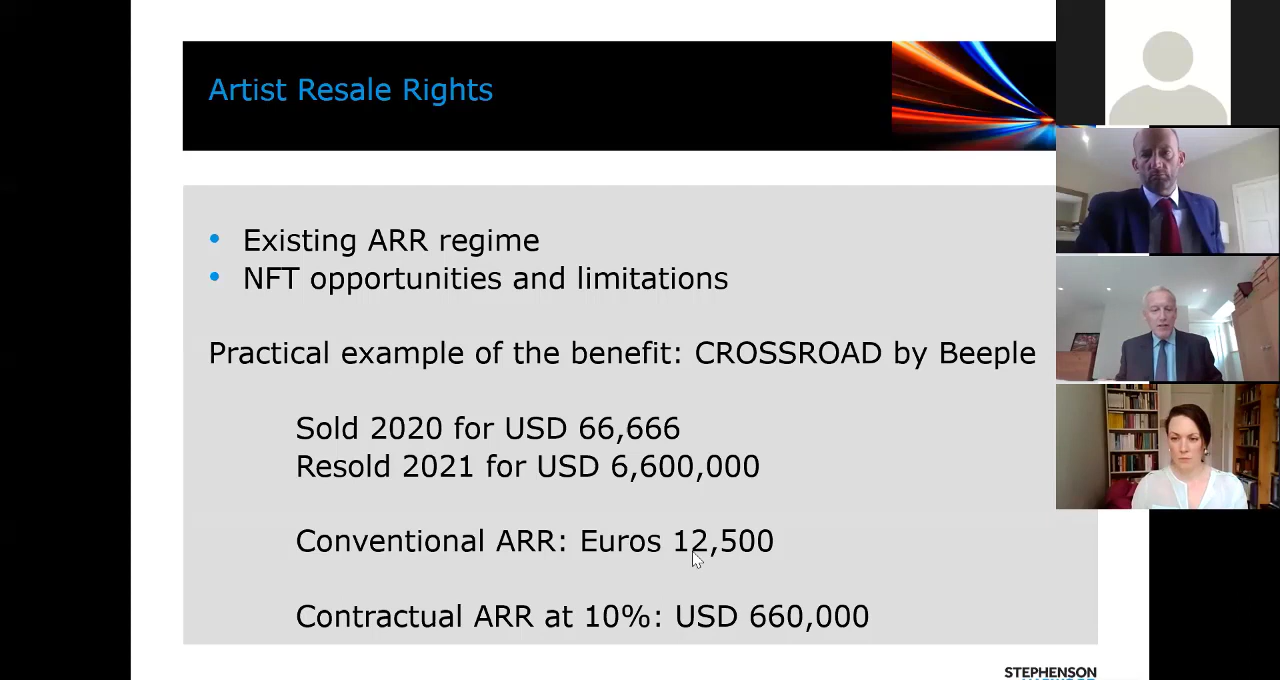 Artist Resale Rights
• Existing ARR regime
• NFT opportunities and limitations
Practical example of the benefit: CROSSROAD by Beeple
Sold 2020 for USD 66,666
Resold 2021 for USD 6,600,000
Conventional ARR: Euros 12,500
Contractual ARR at 10%: USD 660,000
STEPHENSON